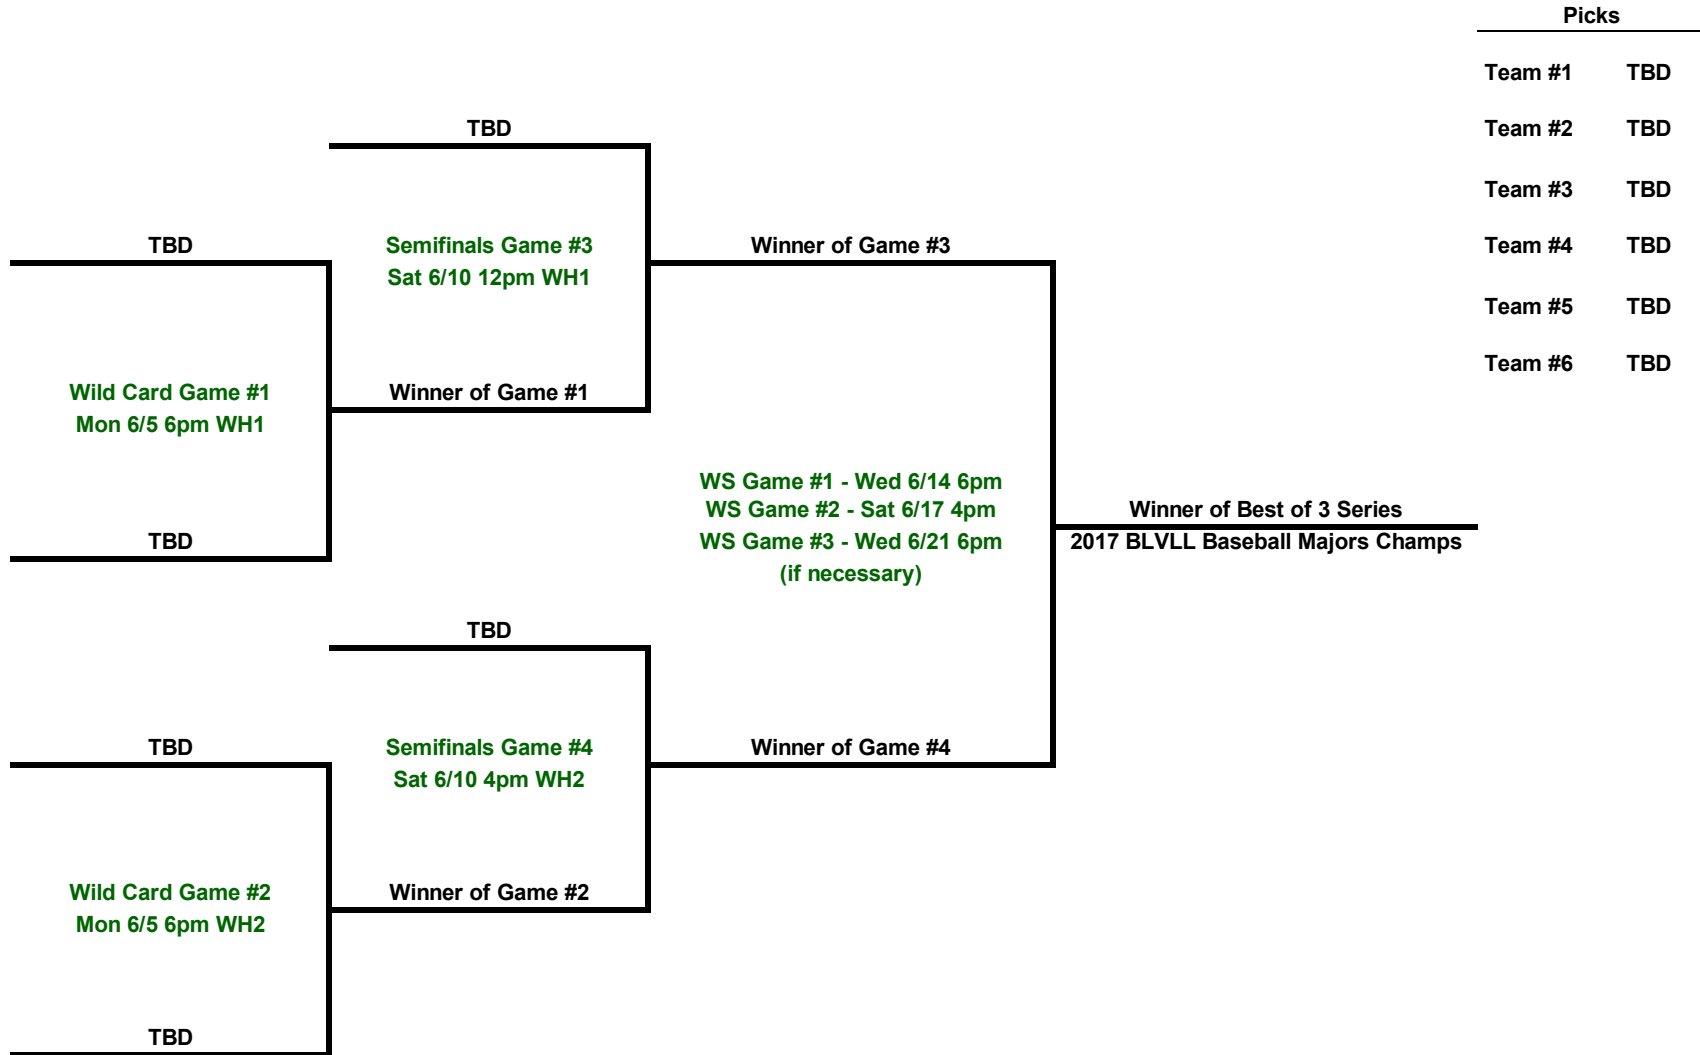 Picks
Team #1 TBD
TBD
Team #2 TBD
Team #3 TBD
TBD
Semifinals Game #3
Winner of Game #3
Team #4 TBD
Sat 6/10 12pm WH1
Team #5 TBD
Team #6 TBD
Wild Card Game #1
Winner of Game #1
Mon 6/5 6pm WH1
WS Game #1 - Wed 6/14 6pm
WS Game #2 - Sat 6/17 4pm
Winner of Best of 3 Series
TBD
WS Game #3 - Wed 6/21 6pm
2017 BLVLL Baseball Majors Champs
(if necessary)
TBD
TBD
Semifinals Game #4
Winner of Game #4
Sat 6/10 4pm WH2
Wild Card Game #2
Winner of Game #2
Mon 6/5 6pm WH2
TBD